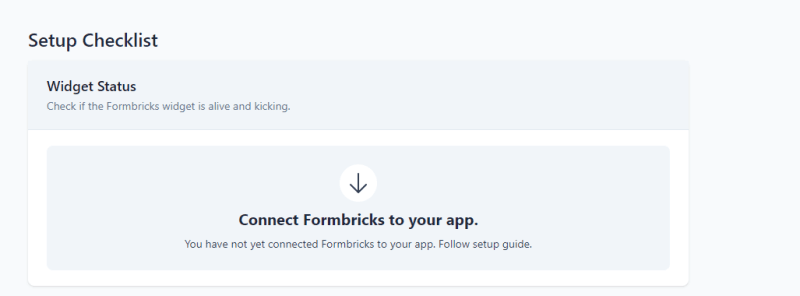 Setup Checklist
Widget Status
Check if the Formbricks widget is alive and kicking.
Connect Formbricks to your app.
You have not yet connected Formbricks to your app. Follow setup guide.